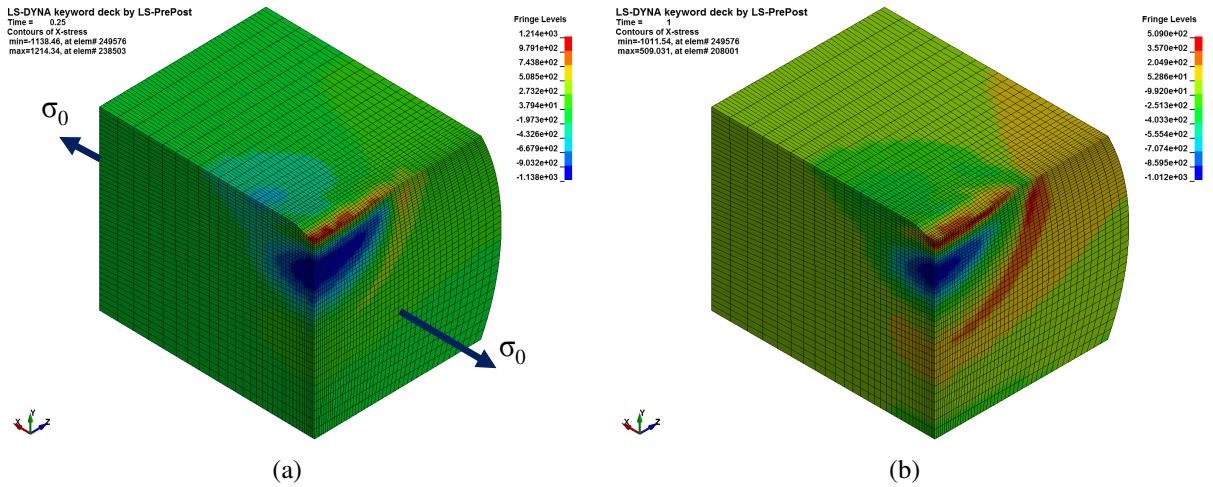 LS-DYNA keyword deck by LS-PrePost
Time = 0.25
Contours of X-stress
min=-1138.46, at elem# 249576
max=1214.34, at elem# 238503
Fringe Levels
1.214e+03
9.791e+02
7.438e+02
5.085e+02
2.732e+02
3.794e+01
-1.973e+02
-4.326e+02
-6.679e+02
-9.032e+02
-1.138e+03
σ0
σ0
Y
X
Z
(a)
LS-DYNA keyword deck by LS-PrePost
Time = 1
Contours of X-stress
min=-1011.54, at elem# 249576
max=509.031, at elem# 208001
Fringe Levels
5.090e+02
3.570e+02
2.049e+02
5.286e+01
-9.920e+01
-2.513e+02
-4.033e+02
-5.554e+02
-7.074e+02
-8.595e+02
-1.012e+03
Y
X
Z
(b)